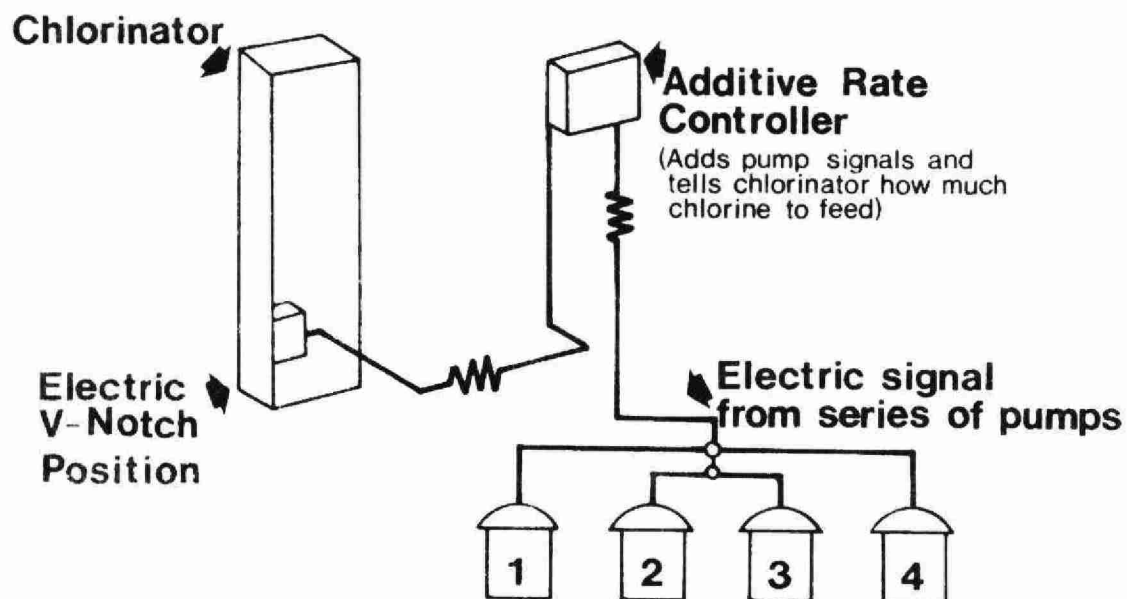 Chlorinator
Additive Rate
Controller
(Adds pump signals and
tells chlorinator how much
chlorine to feed)
Electric
V-Notch
Position
Electric signal
from series of pumps
1 2 3 4